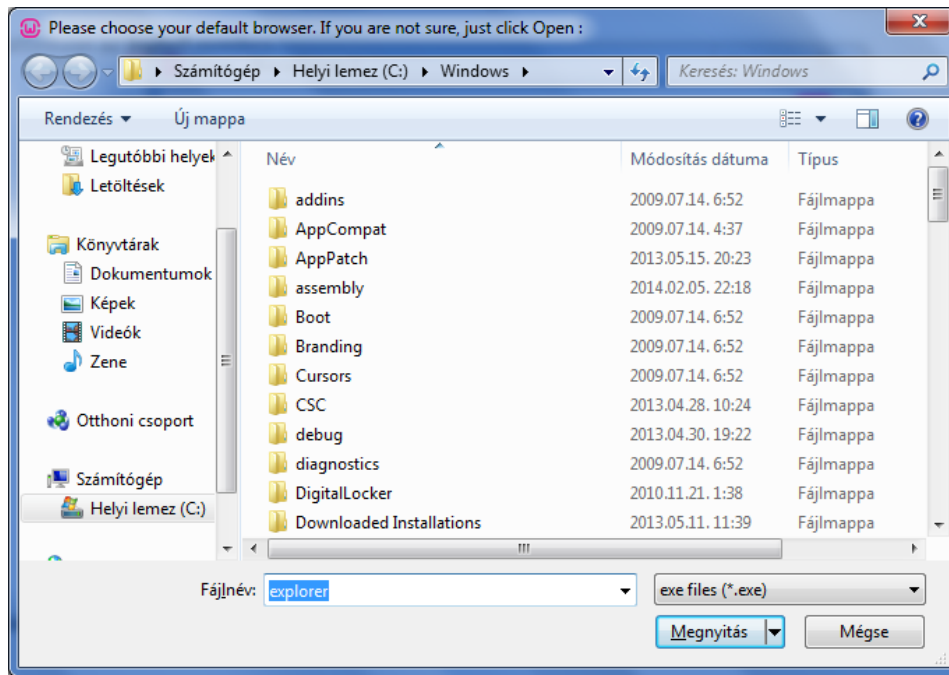 Please choose your default browser. If you are not sure, just click Open :
Számítógép Helyi lemez (C:) Windows Keresés: Windows
Rendezés Új mappa
Legutóbbi helyek
Letöltések
Könyvtárak
Dokumentumok
Képek
Videók
Zene
Otthoni csoport
Számítógép
Helyi lemez (C:)
Név Módosítás dátuma Típus
addins 2009.07.14. 6:52 Fájlmappa
AppCompat 2009.07.14. 4:37 Fájlmappa
AppPatch 2013.05.15. 20:23 Fájlmappa
assembly 2014.02.05. 22:18 Fájlmappa
Boot 2009.07.14. 6:52 Fájlmappa
Branding 2009.07.14. 6:52 Fájlmappa
Cursors 2009.07.14. 6:52 Fájlmappa
CSC 2013.04.28. 10:24 Fájlmappa
debug 2013.04.30. 19:22 Fájlmappa
diagnostics 2009.07.14. 6:52 Fájlmappa
DigitalLocker 2010.11.21. 1:38 Fájlmappa
Downloaded Installations 2013.05.11. 11:39 Fájlmappa
Fájlnév: explorer exe files (*.exe)
Megnyitás Mégse